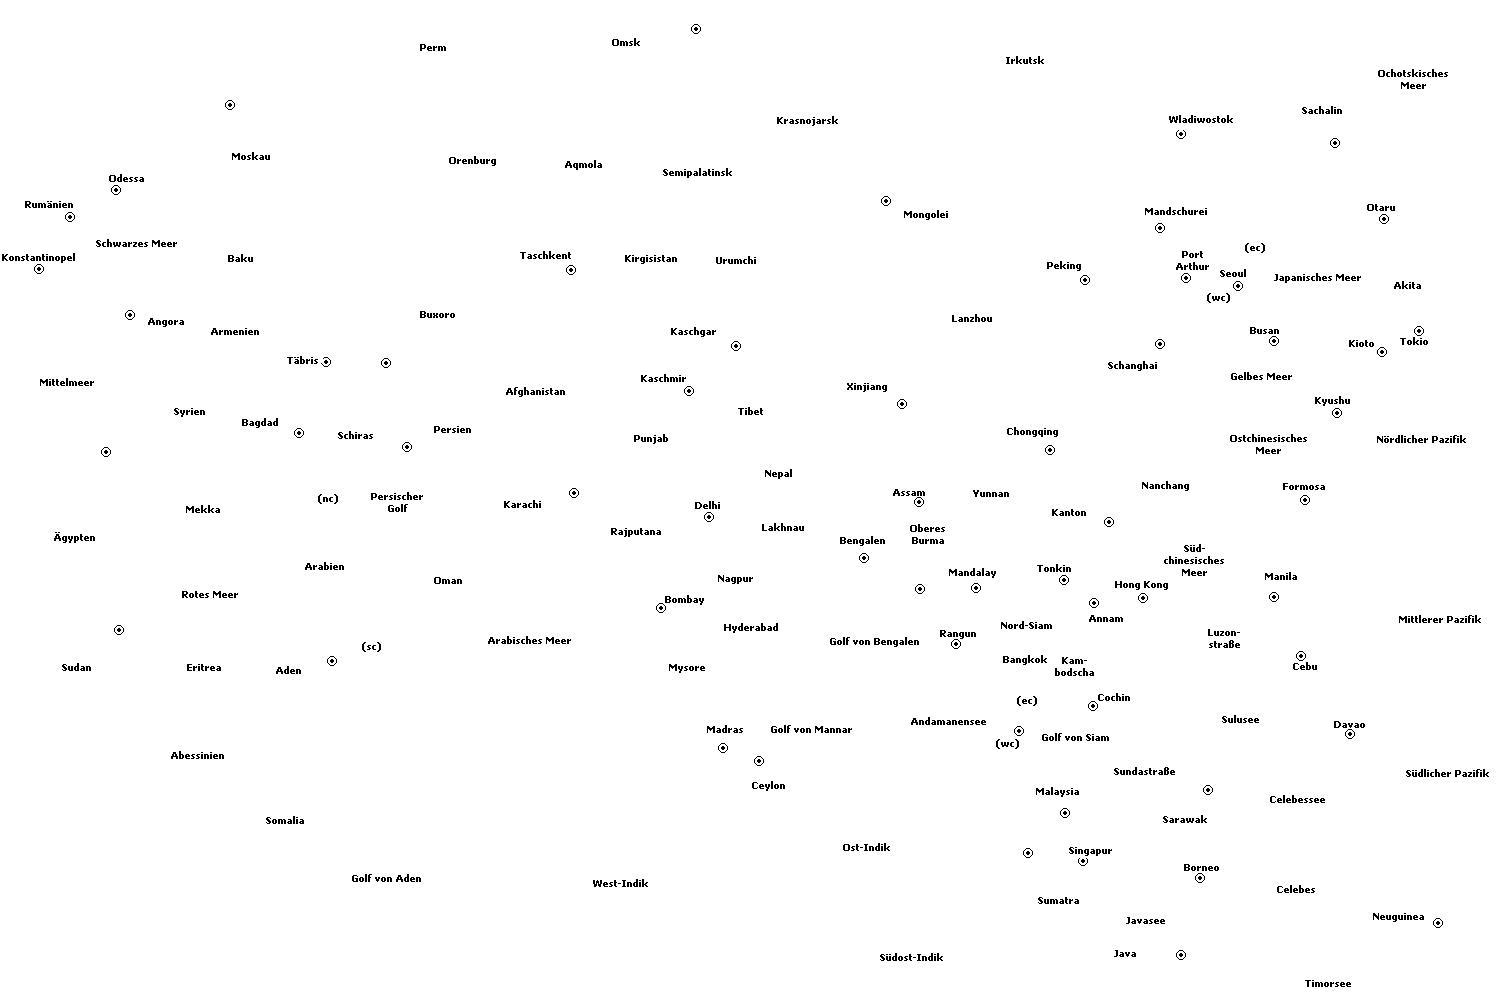 Omsk
Perm
Irkutsk
Ochotskisches
Meer
Sachalin
Wladiwostok
Krasnojarsk
Moskau
Orenburg
Aqmola
Semipalatinsk
Odessa
Rumänien
Mongolei
Mandschurei
Otaru
Schwarzes Meer
(ec)
Konstantinopel
Baku
Taschkent
Kirgisistan
Urumchi
Peking
Port
Arthur
Seoul
Japanisches Meer
Akita
(wc)
Angora
Armenien
Buxoro
Kaschgar
Lanzhou
Busan
Kioto
Tokio
Täbris
Schanghai
Gelbes Meer
Mittelmeer
Afghanistan
Kaschmir
Xinjiang
Kyushu
Syrien
Tibet
Bagdad
Schiras
Persien
Punjab
Chongqing
Ostchinesisches
Meer
Nördlicher Pazifik
Nepal
Nanchang
Formosa
Mekka
(nc)
Persischer
Golf
Karachi
Delhi
Assam
Yunnan
Kanton
Ägypten
Rajputana
Lakhnau
Bengalen
Oberes
Burma
Süd-
chinesisches
Meer
Arabien
Oman
Nagpur
Mandalay
Tonkin
Hong Kong
Manila
Rotes Meer
Bombay
Annam
Mittlerer Pazifik
Arabisches Meer
Hyderabad
Golf von Bengalen
Rangun
Nord-Siam
Luzon-
straße
(sc)
Sudan
Eritrea
Aden
Mysore
Bangkok
Kam-
bodscha
Cebu
(ec)
Cochin
Madras
Golf von Mannar
Andamanensee
(wc)
Golf von Siam
Sulusee
Davao
Abessinien
Ceylon
Malaysia
Sundastraße
Südlicher Pazifik
Celebessee
Somalia
Sarawak
Ost-Indik
Singapur
Golf von Aden
West-Indik
Borneo
Celebes
Sumatra
Javasee
Neuguinea
Südost-Indik
Java
Timorsee